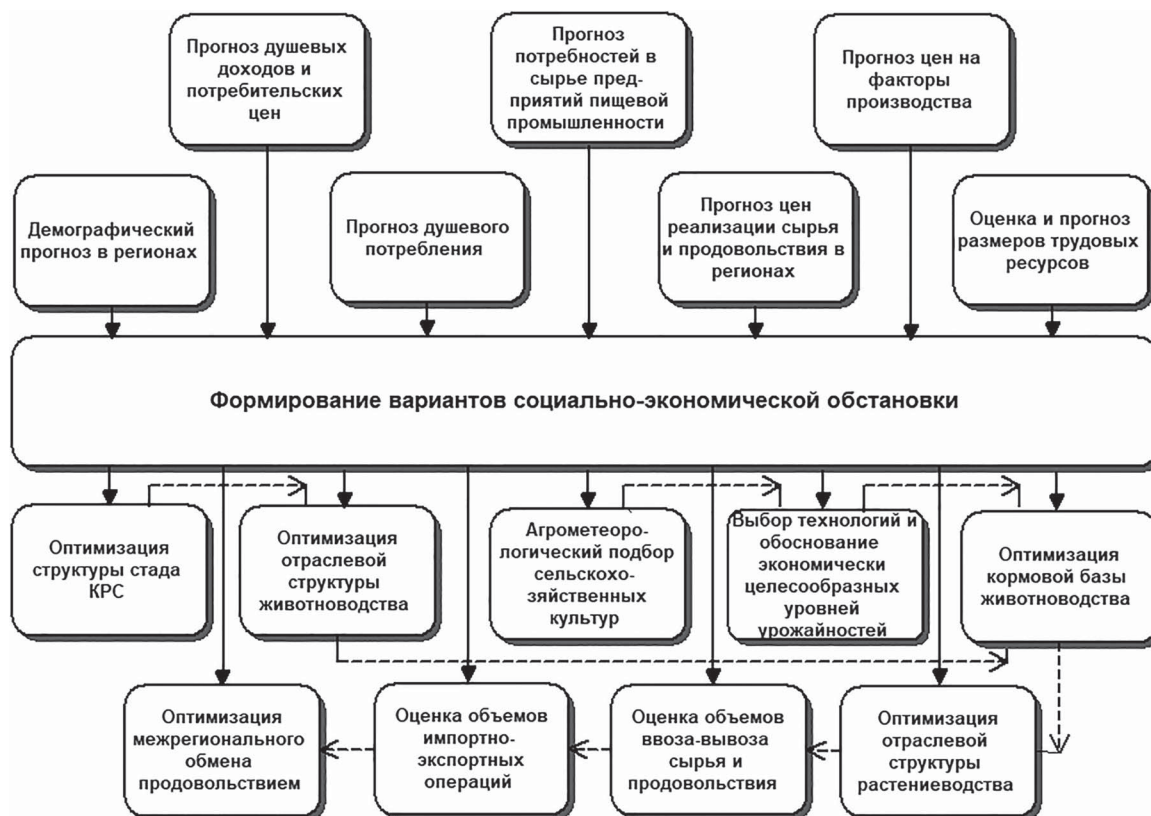 Прогноз душевых
доходов и
потребительских
цен
Прогноз
потребностей в
сырье пред-
приятий пищевой
промышленности
Прогноз цен на
факторы
производства
Демографический
прогноз в регионах
Прогноз душевого
потребления
Прогноз цен
реализации сырья
и продовольствия в
регионах
Оценка и прогноз
размеров трудовых
ресурсов
Формирование вариантов социально-экономической обстановки
Оптимизация
структуры стада
КРС
Оптимизация
отраслевой
структуры
животноводства
Агрометеоро-
логический подбор
сельскохо-
зяйственных
культур
Выбор технологий и
обоснование
экономически
целесообразных
уровней
урожайностей
Оптимизация
кормовой базы
животноводства
Оптимизация
межрегионального
обмена
продовольствием
Оценка объемов
импортно-
экспортных
операций
Оценка объемов
ввоза-вывоза
сырья и
продовольствия
Оптимизация
отраслевой
структуры
растениеводства